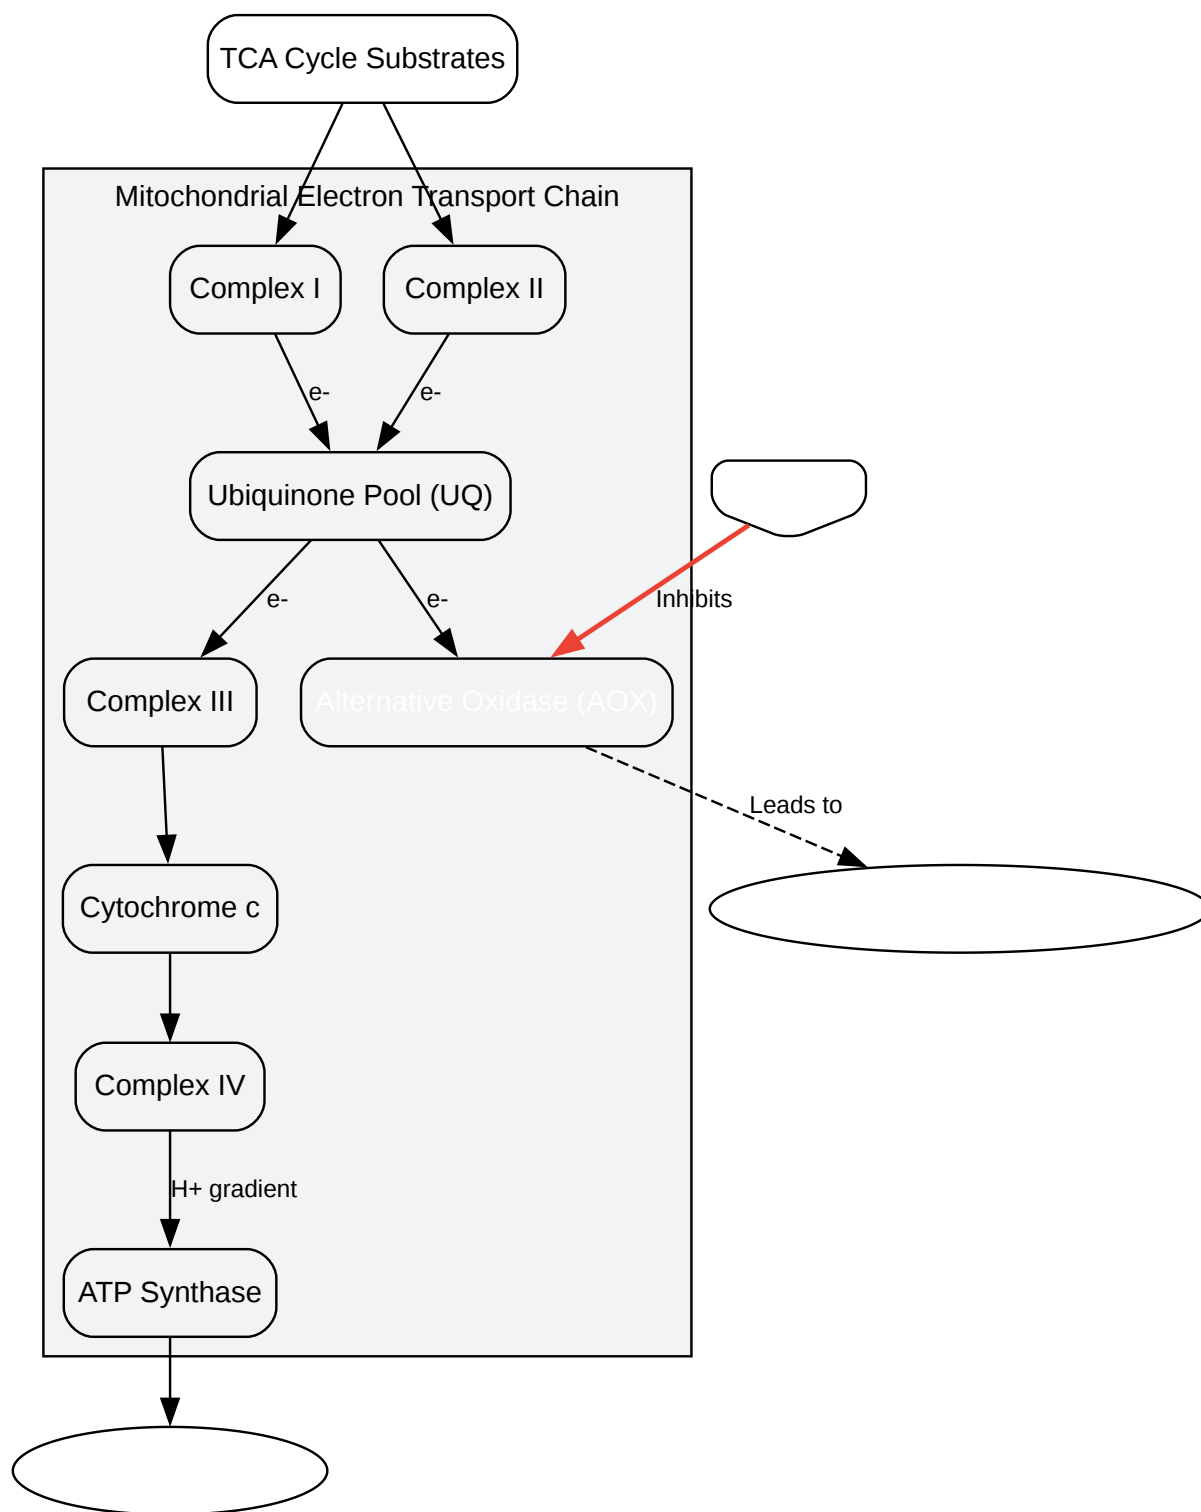 TCA Cycle Substrates
Mitochondrial Electron Transport Chain
Complex I
Complex II
e-
e-
Ubiquinone Pool (UQ)
e-
e-
Inhibits
Complex III
Alternative Oxidase (AOX)
Leads to
Cytochrome c
Complex IV
H+ gradient
ATP Synthase